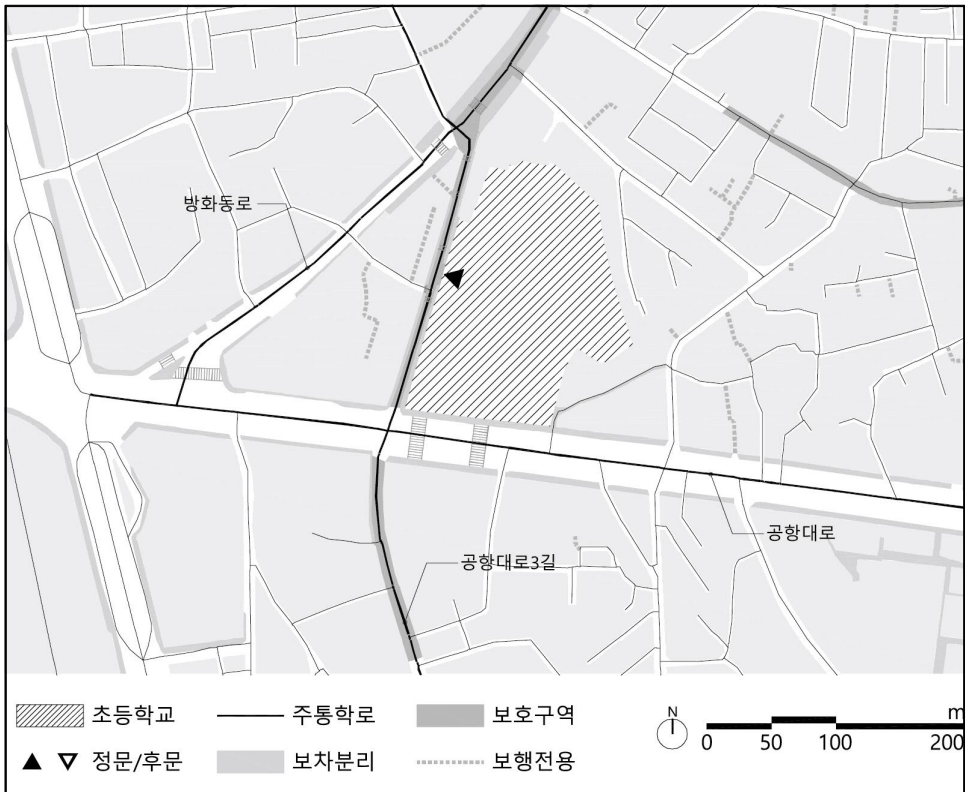 방화동로
공항대로
공항대로3길
초등학교
주통학로
보호구역
정문/후문
보차분리
보행전용
N
m
0 50 100 200